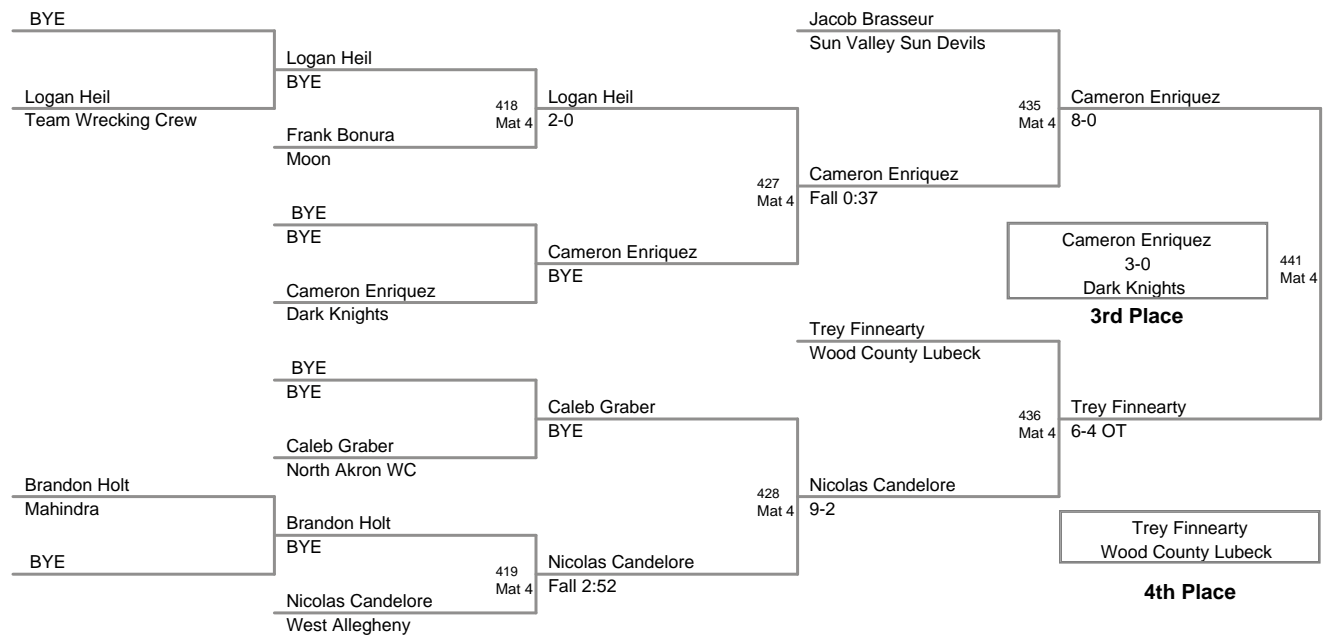 BYE
Logan Heil
Team Wrecking Crew
Logan Heil
BYE
418
Mat 4
Frank Bonura
Moon
Logan Heil
2-0
BYE
BYE
Cameron Enriquez
Dark Knights
Cameron Enriquez
BYE
427
Mat 4
Jacob Brasseur
Sun Valley Sun Devils
Cameron Enriquez
Fall 0:37
435
Mat 4
Cameron Enriquez
8-0
Cameron Enriquez
3-0
Dark Knights
3rd Place
441
Mat 4
BYE
BYE
Caleb Graber
North Akron WC
Caleb Graber
BYE
Brandon Holt
Mahindra
BYE
Brandon Holt
BYE
419
Mat 4
Nicolas Candelore
West Allegheny
Nicolas Candelore
Fall 2:52
428
Mat 4
Trey Finnearty
Wood County Lubeck
Nicolas Candelore
9-2
436
Mat 4
Trey Finnearty
6-4 OT
Trey Finnearty
Wood County Lubeck
4th Place